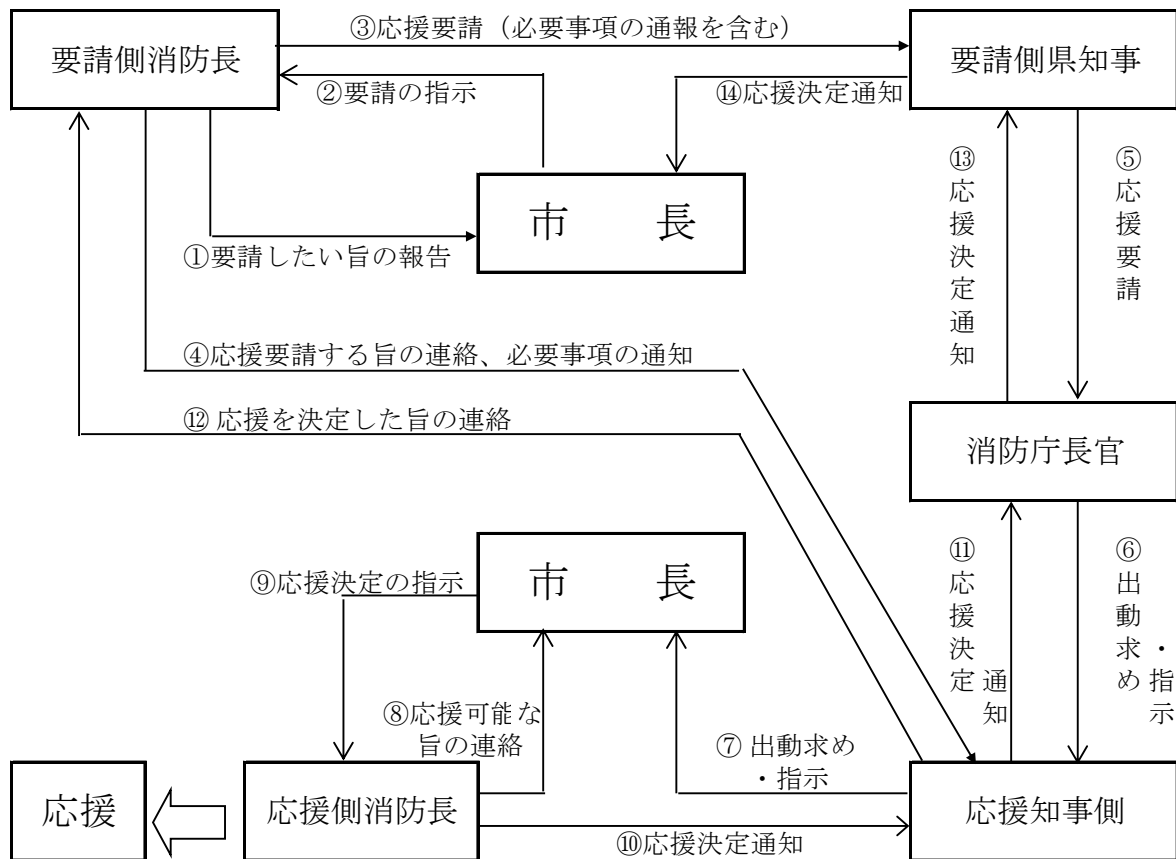 ③応援要請（必要事項の通報を含む）
要請側消防長
要請側県知事
②要請の指示
⑭応援決定通知
市　　長
①要請したい旨の報告
⑬応援決定通知
⑤応援要請
④応援要請する旨の連絡、必要事項の通知
⑫ 応援を決定した旨の連絡
消防庁長官
市　　長
⑨応援決定の指示
⑪応援決定
通知
⑥出動求め
・指示
⑧応援可能な
旨の連絡
⑦ 出動求め
・指示
応援
応援側消防長
応援知事側
⑩応援決定通知